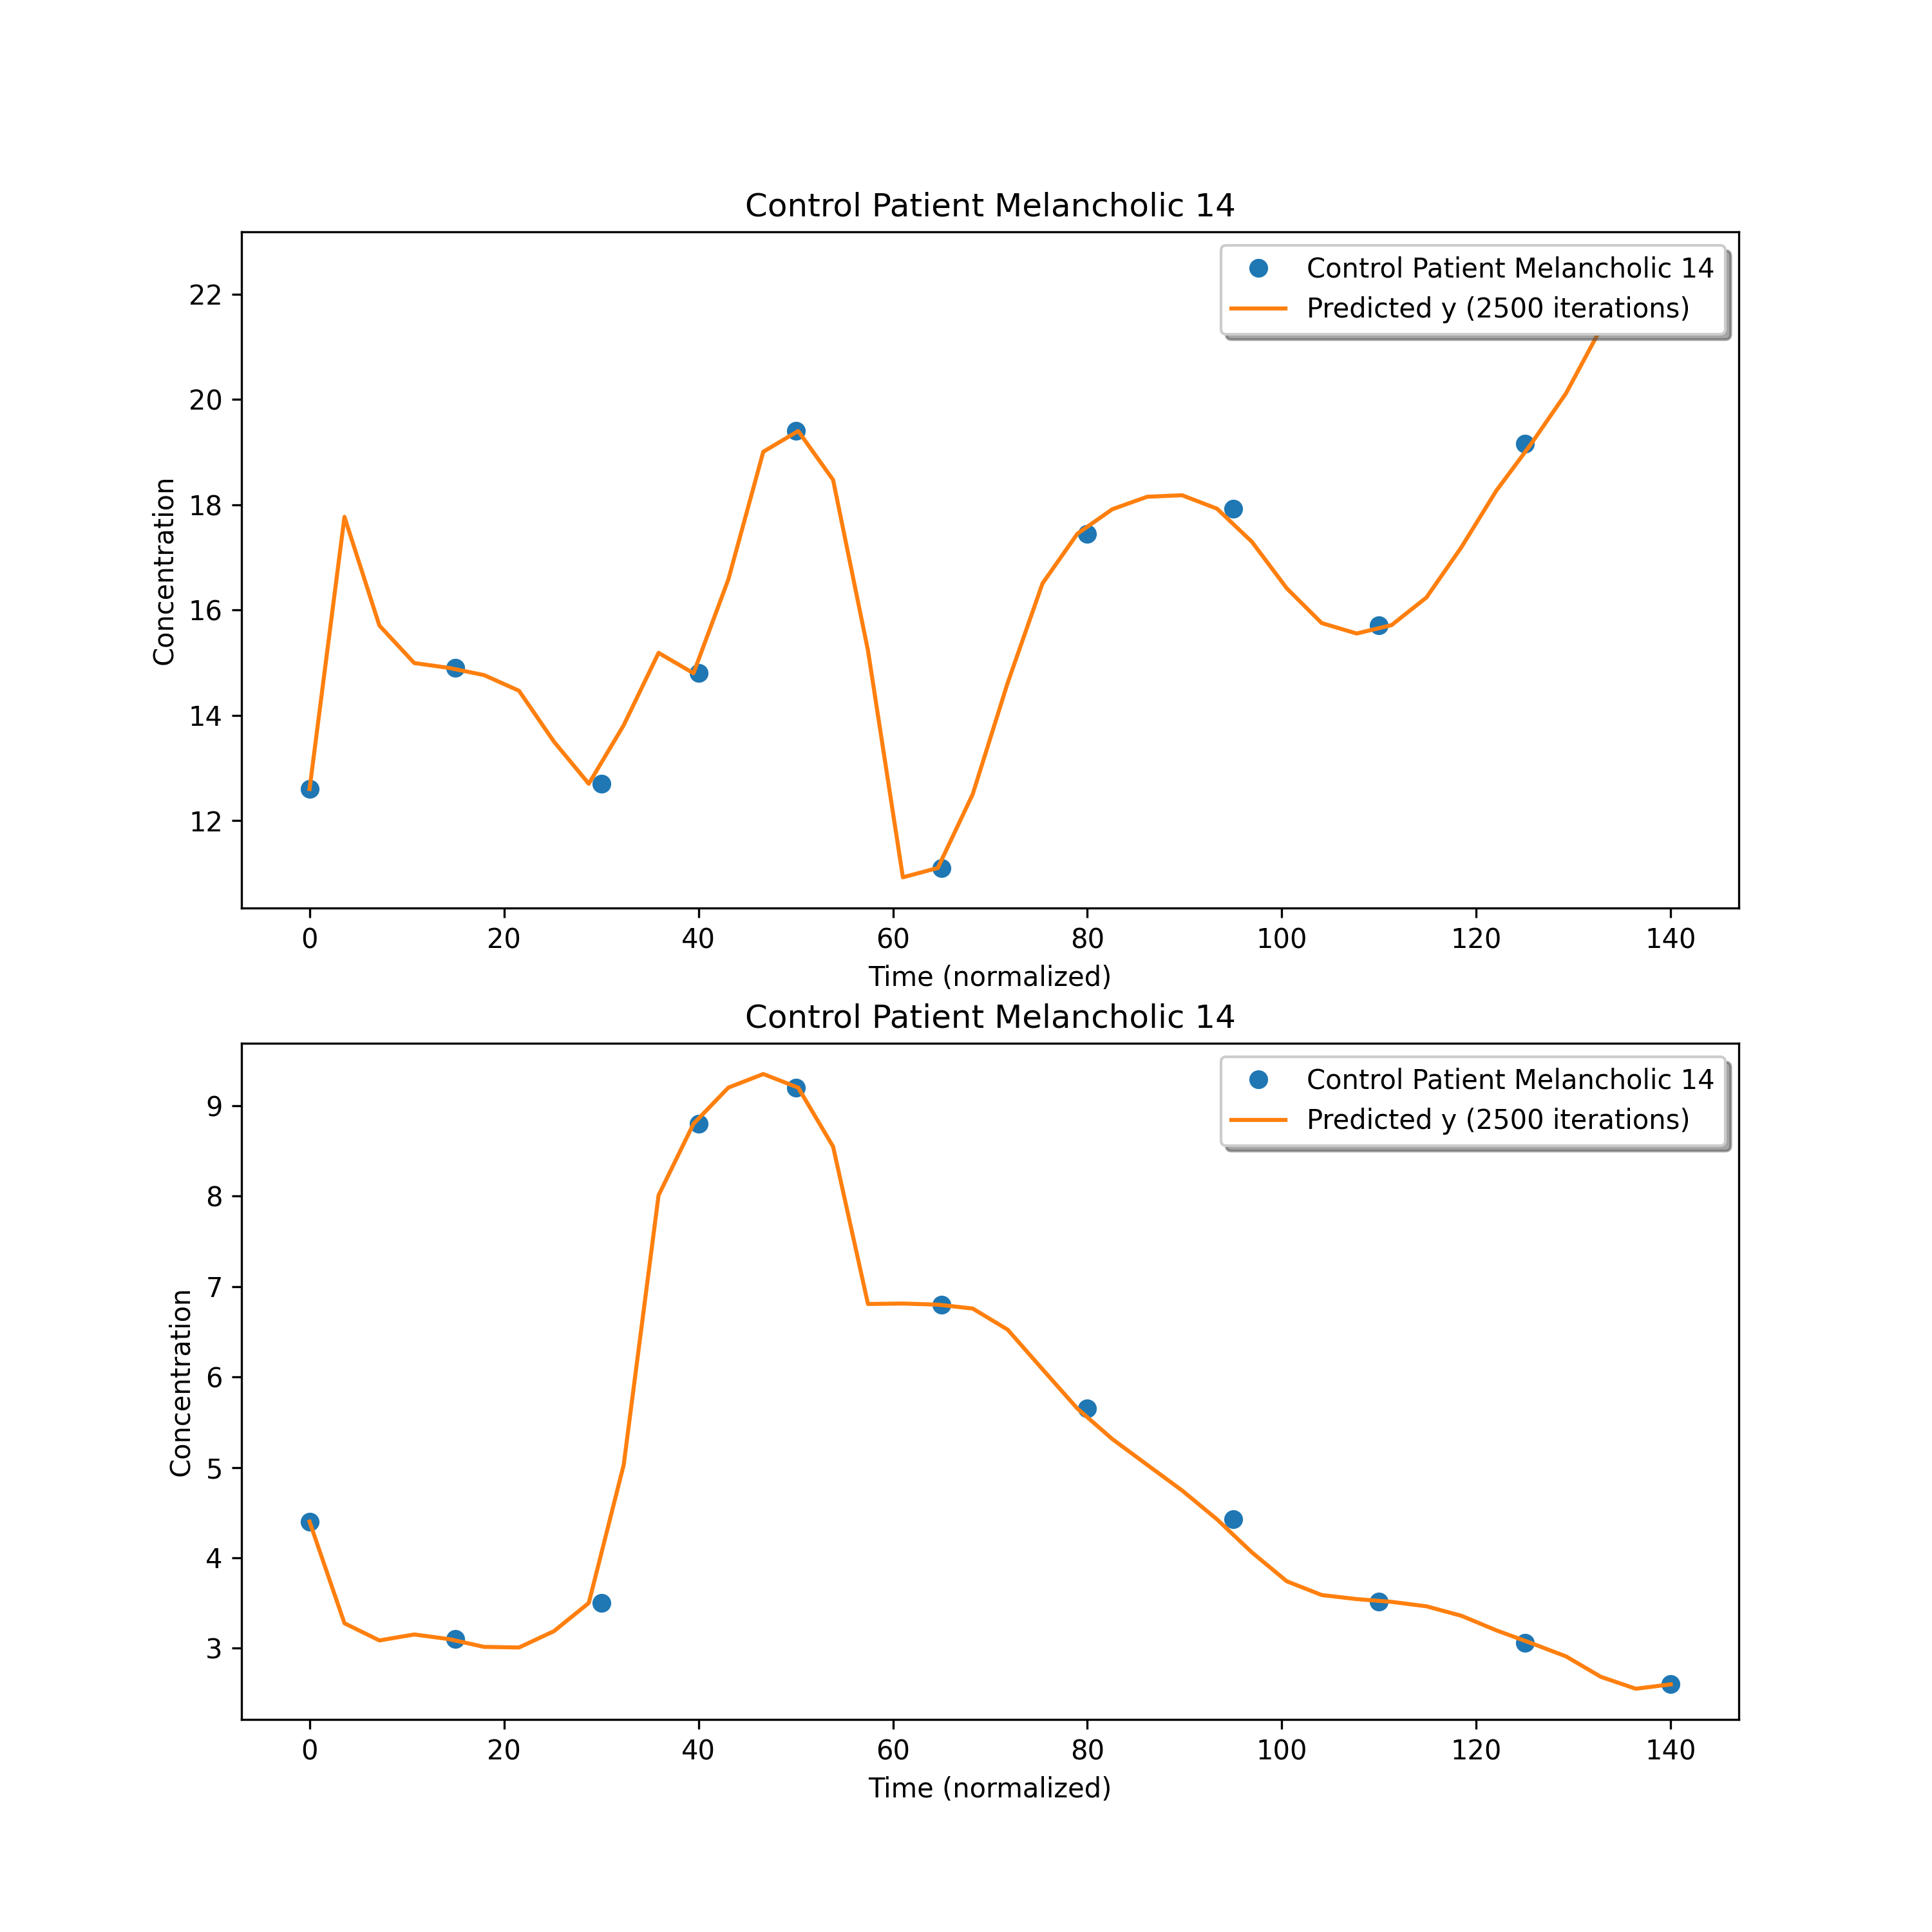 Control Patient Melancholic 14
Control Patient Melancholic 14
Predicted y (2500 iterations)
22
20
18
16
14
12
Concentration
0 20 40 60 80 100 120 140
Time (normalized)
Control Patient Melancholic 14
Control Patient Melancholic 14
Predicted y (2500 iterations)
9
8
7
6
5
4
3
Concentration
0 20 40 60 80 100 120 140
Time (normalized)